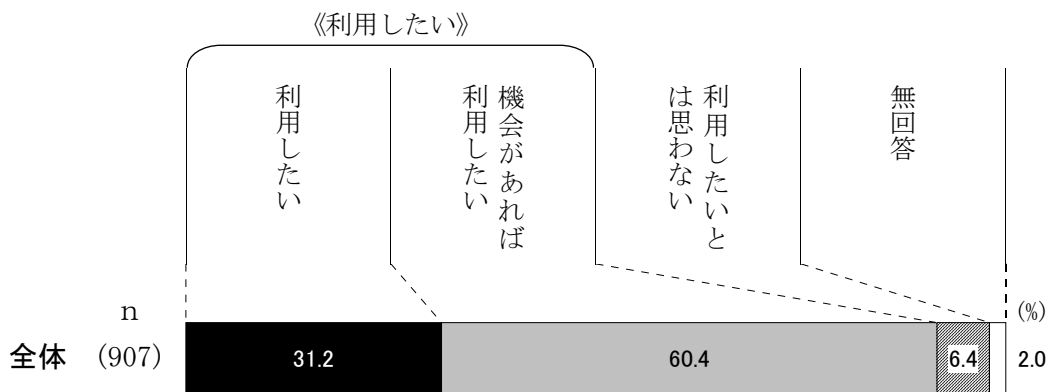 《利用したい》
利用したい
機会があれば
利用したい
利用したいと
は思わない
無回答
n
(%)
全体 (907) 31.2 60.4 6.4 2.0